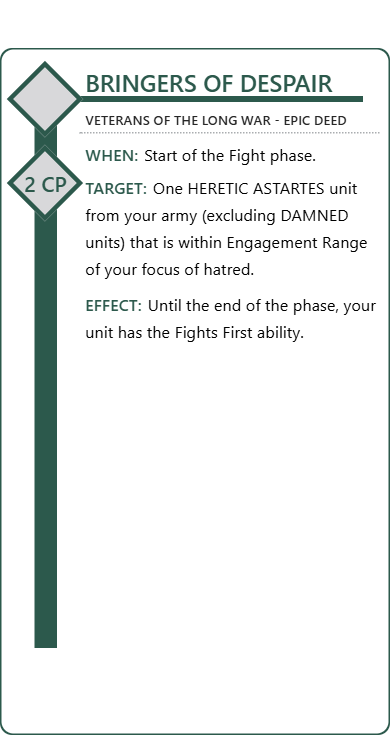 BRINGERS OF DESPAIR
VETERANS OF THE LONG WAR - EPIC DEED
WHEN: Start of the Fight phase.
2 CP
TARGET: One HERETIC ASTARTES unit
from your army (excluding DAMNED
units) that is within Engagement Range
of your focus of hatred.
EFFECT: Until the end of the phase, your
unit has the Fights First ability.